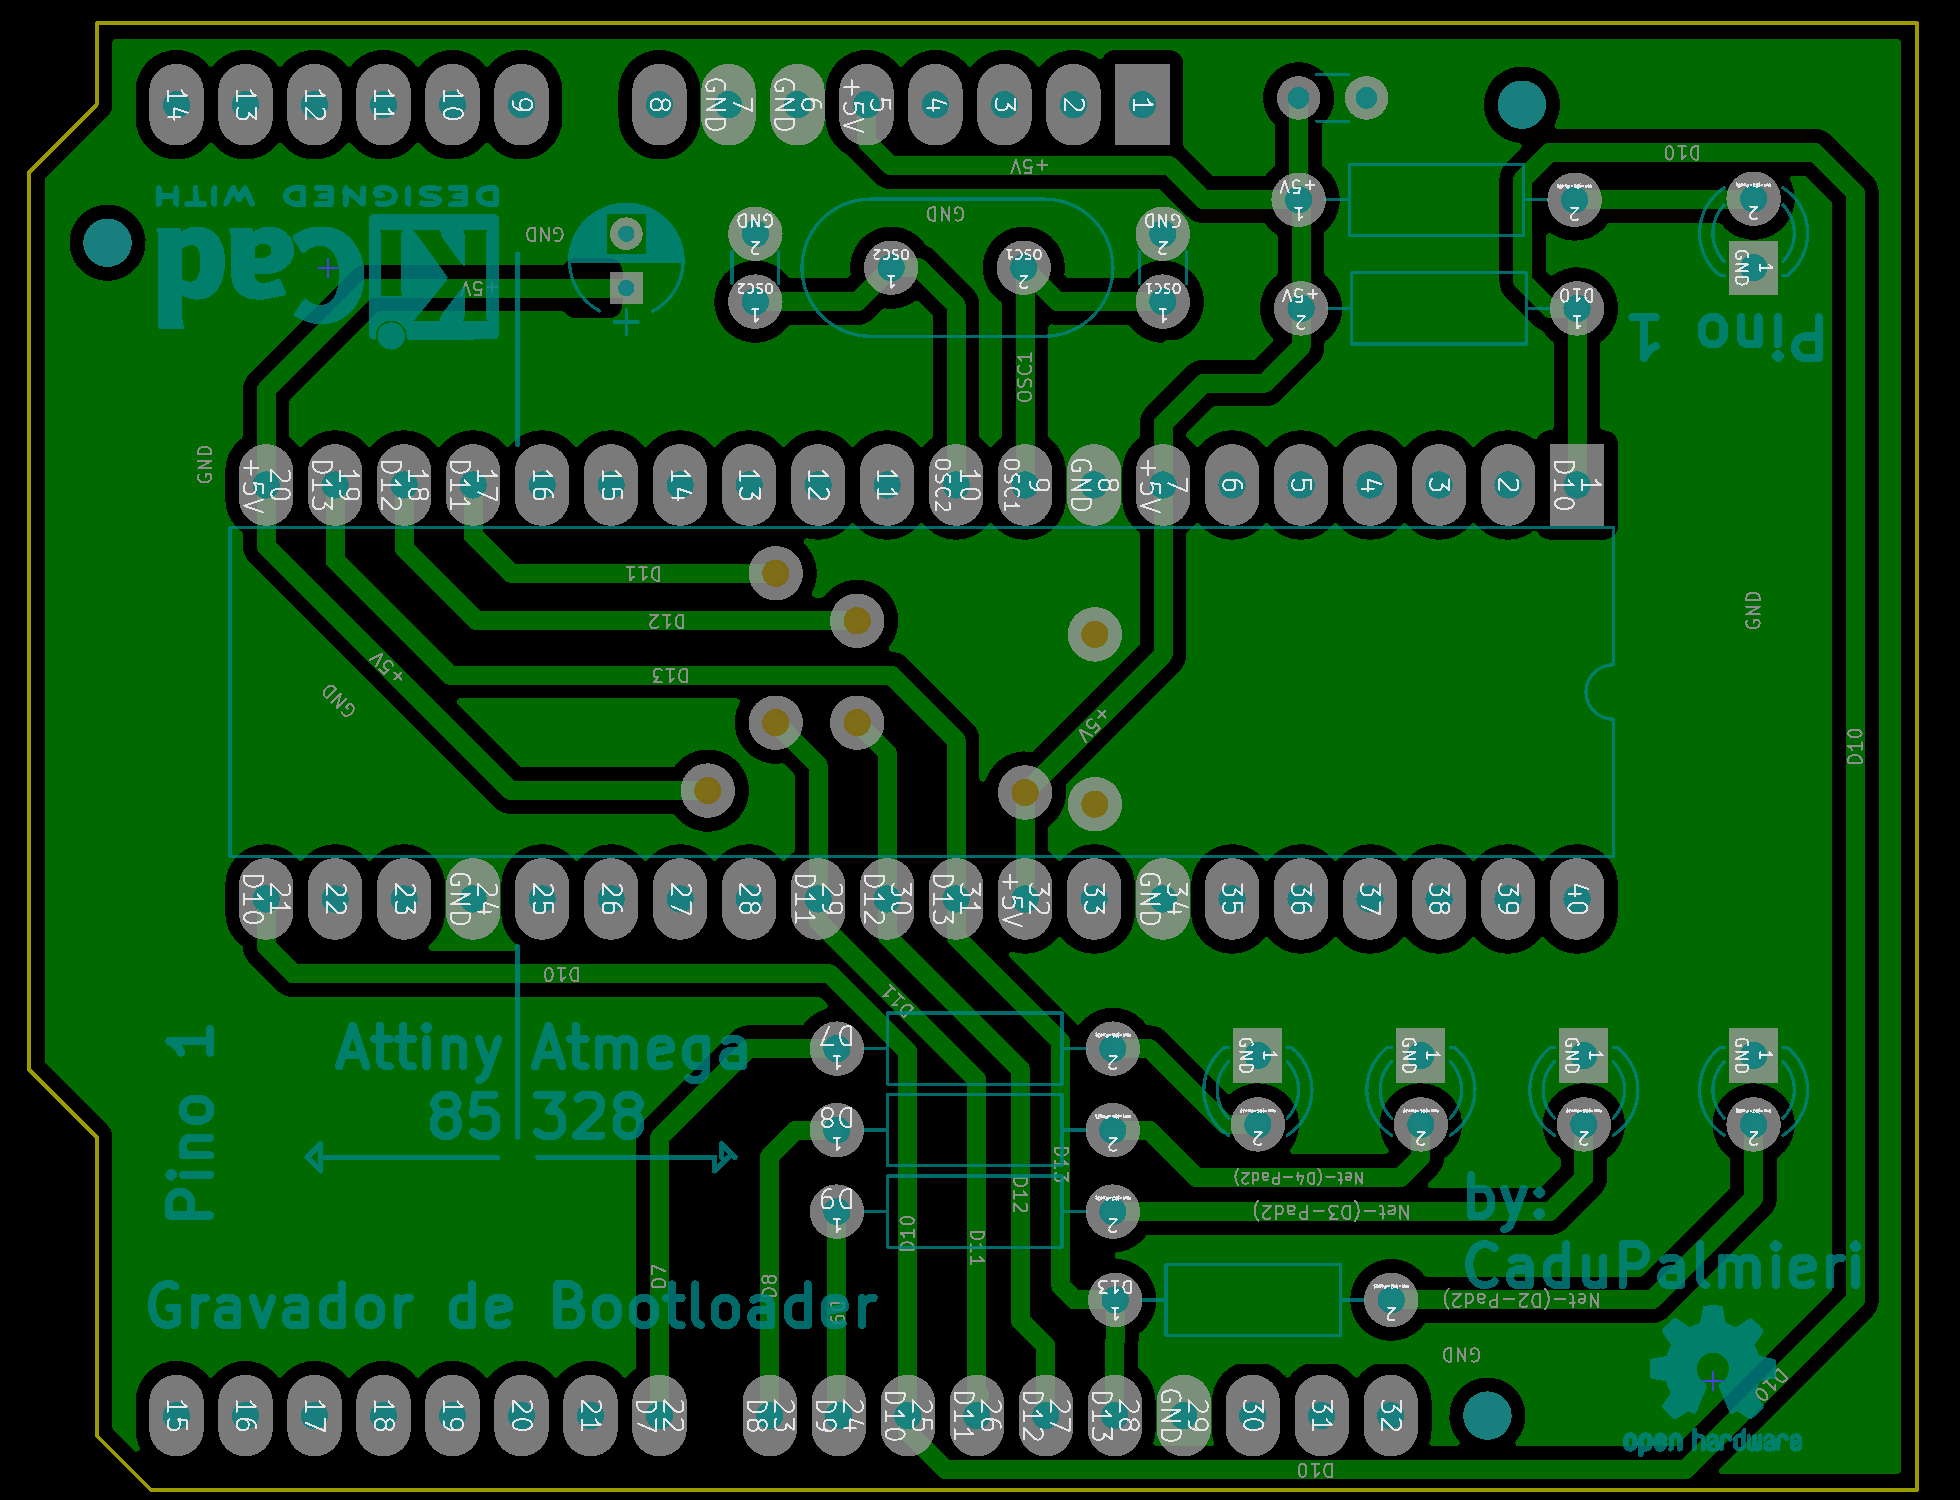 14 13 12 11 10 9 8 7 GND 6 GND 5 +5V 4 3 2 1
+5V
D10
DESIGNED WITH
KiCad
GND
+5V
+
GND 2
OSC2 1
OSC2 1
GND
OSC1 2
GND 2
OSC1 1
+5V 1
2
2
GND 1
+5V 2
D10 1
Pino 1
OSC1
GND
+5V 20 D13 19 D12 18 D11 17 16 15 14 13 12 11 OSC2 10 OSC1 9 GND 8 +5V 7 6 5 4 3 2 D10 1
D11
D12
D13
+5V
GND
+5V
GND
D10
D10 21 22 23 GND 24 25 26 27 28 D11 29 D12 30 D13 31 +5V 32 33 GND 34 35 36 37 38 39 40
D10
D11
Pino 1
Attiny Atmega
85 328
D7 1
2
D8 1
2
D9 1
2
GND 1
GND 1
GND 1
GND 1
2
2
2
2
D13
D12
D10
D11
Net-(D4-Pad2)
Net-(D3-Pad2)
by:
CaduPalmieri
D7
D8
D9
Gravador de Bootloader
D13 1
2
Net-(D2-Pad2)
GND
D10
15 16 17 18 19 20 21 D7 22 D8 23 D9 24 D10 25 D11 26 D12 27 D13 28 GND 29 30 31 32
open hardware
D10